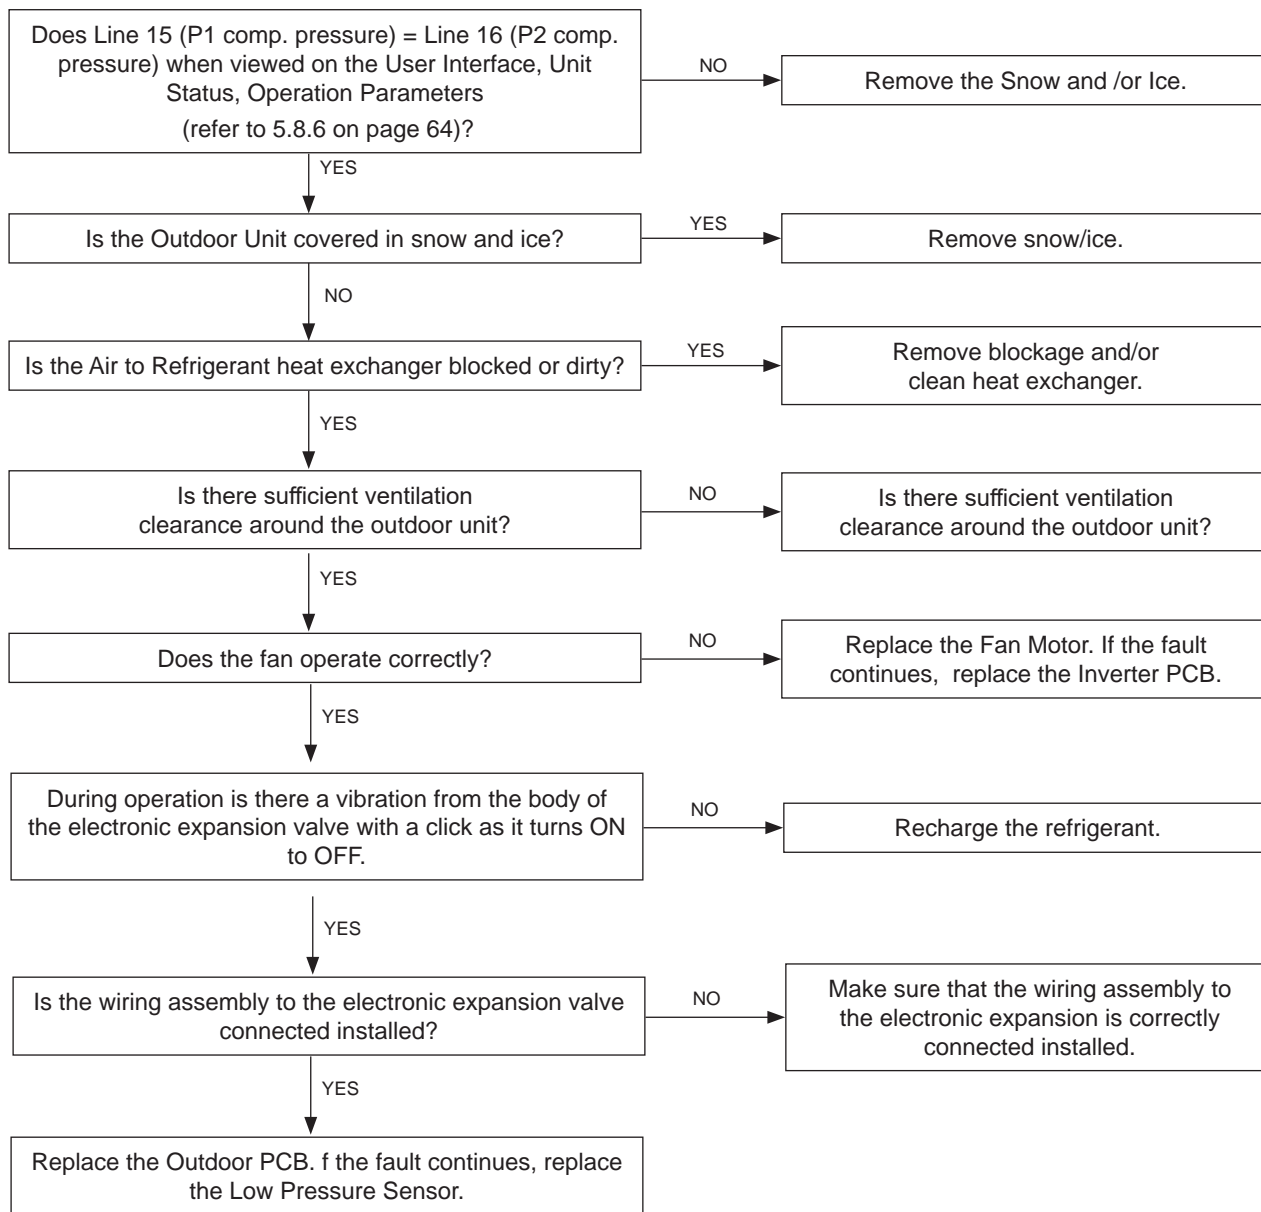 Does Line 15 (P1 comp. pressure) = Line 16 (P2 comp.
pressure) when viewed on the User Interface, Unit
Status, Operation Parameters
(refer to 5.8.6 on page 64)?
NO
Remove the Snow and /or Ice.
YES
Is the Outdoor Unit covered in snow and ice?
YES
Remove snow/ice.
NO
Is the Air to Refrigerant heat exchanger blocked or dirty?
YES
Remove blockage and/or
clean heat exchanger.
YES
Is there sufficient ventilation
clearance around the outdoor unit?
NO
Is there sufficient ventilation
clearance around the outdoor unit?
YES
Does the fan operate correctly?
NO
Replace the Fan Motor. If the fault
continues,  replace the Inverter PCB.
YES
During operation is there a vibration from the body of
the electronic expansion valve with a click as it turns ON
to OFF.
NO
Recharge the refrigerant.
YES
Is the wiring assembly to the electronic expansion valve
connected installed?
NO
Make sure that the wiring assembly to
the electronic expansion is correctly
connected installed.
YES
Replace the Outdoor PCB. f the fault continues, replace
the Low Pressure Sensor.